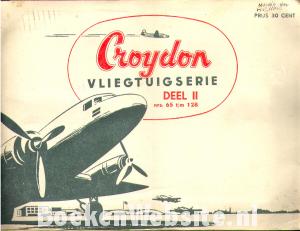 PRIJS 30 CENT
Croydon
VLIEGTUIGSERIE
DEEL II
nrs. 65 t/m 128
BoekenWebsite.nl